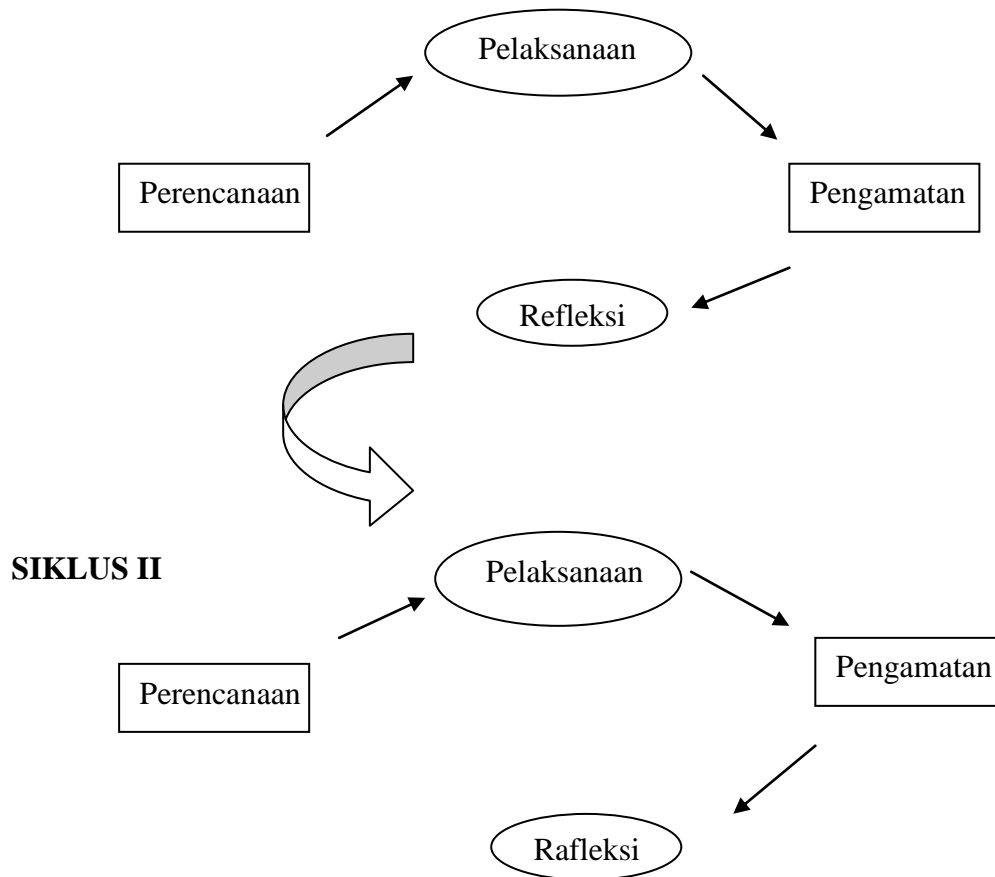 Pelaksanaan
Perencanaan
Pengamatan
Refleksi
SIKLUS II
Pelaksanaan
Perencanaan
Pengamatan
Rafleksi